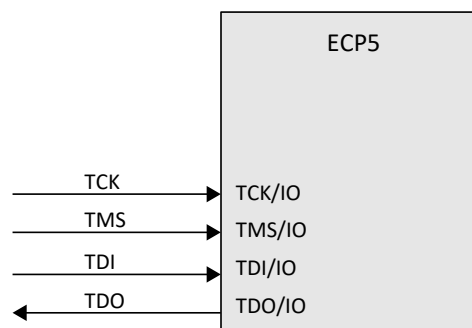 ECP5
TCK TCK/IO
TMS TMS/IO
TDI TDI/IO
TDO TDO/IO